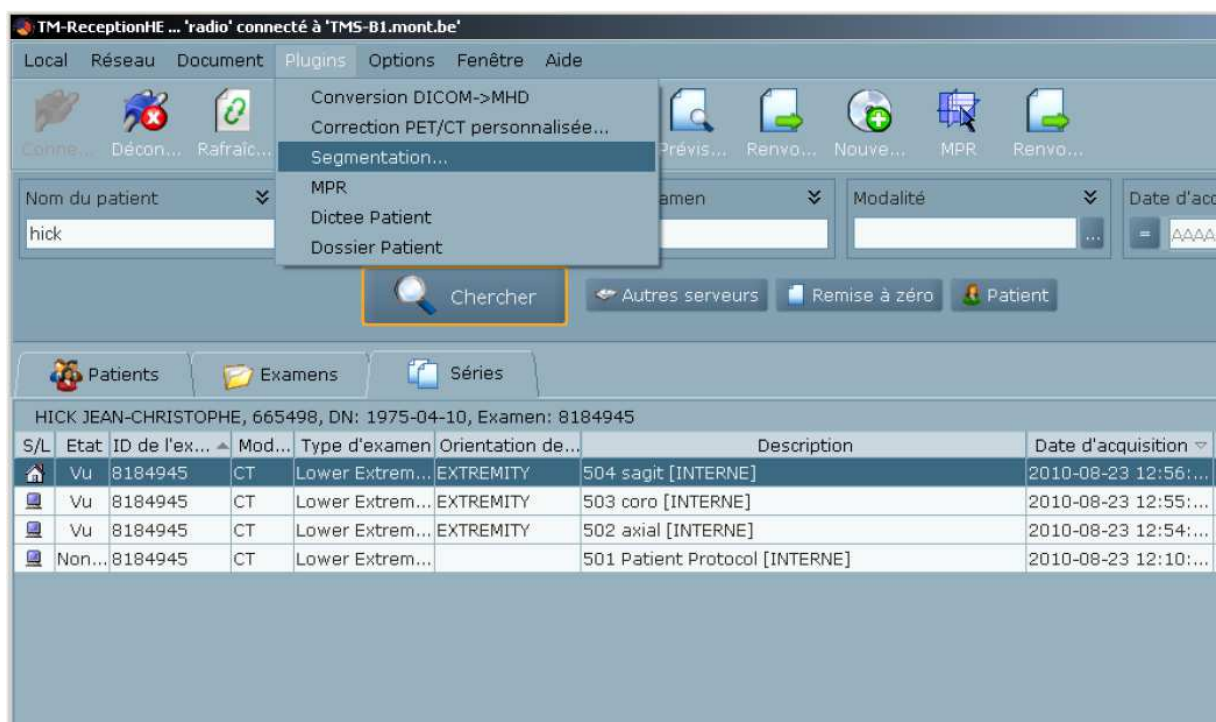 TM-ReceptionHE ... 'radio' connecté à 'TMS-B1.mont.be'
Local Réseau Document Plugins Options Fenêtre Aide
Conversion DICOM->MHD
Correction PET/CT personnalisée...
Segmentation...
MPR
Dictee Patient
Dossier Patient
Conne... Décon... Rafraîc... Prévis... Renvo... Nouve... MPR Renvo...
Nom du patient amen Modalité Date d'acq
hick ... = AAAA
Chercher Autres serveurs Remise à zéro Patient
Patients Examens Séries
HICK JEAN-CHRISTOPHE, 665498, DN: 1975-04-10, Examen: 8184945
S/L Etat ID de l'ex... Mod... Type d'examen Orientation de... Description Date d'acquisition
Vu 8184945 CT Lower Extrem... EXTREMITY 504 sagit [INTERNE] 2010-08-23 12:56:...
Vu 8184945 CT Lower Extrem... EXTREMITY 503 coro [INTERNE] 2010-08-23 12:55:...
Vu 8184945 CT Lower Extrem... EXTREMITY 502 axial [INTERNE] 2010-08-23 12:54:...
Non... 8184945 CT Lower Extrem... 501 Patient Protocol [INTERNE] 2010-08-23 12:10:...